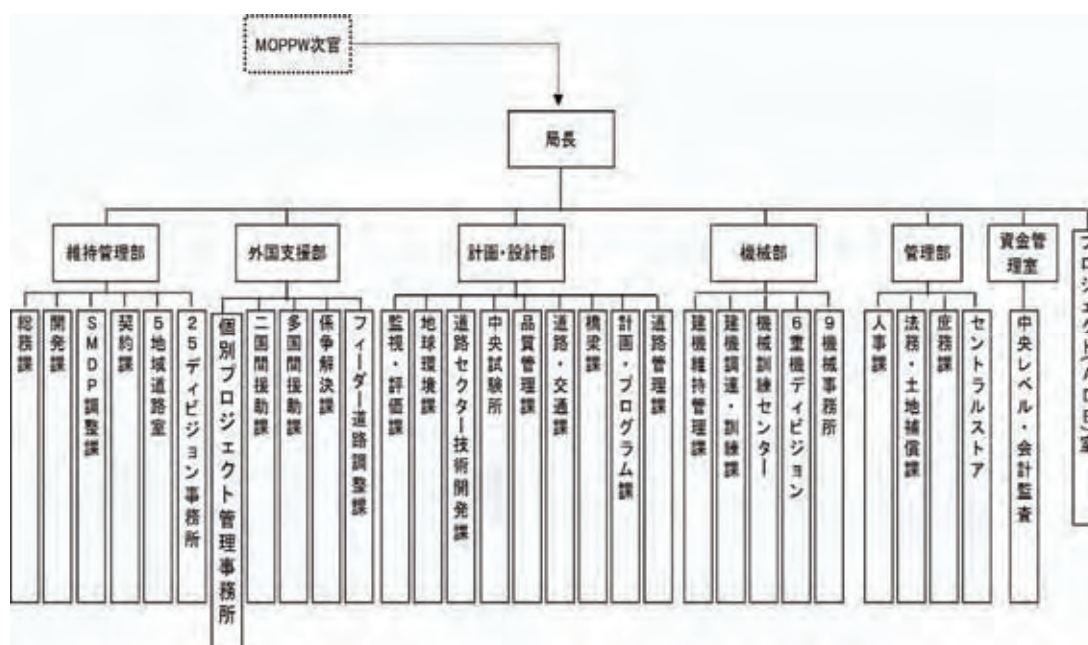 MOPPW次官
局長
維持管理部
外国支援部
計画・設計部
機械部
管理部
資金管
理室
総務課
開発課
SMDP調整課
契約課
5地域道路室
25ディビジョン事務所
個別プロジェクト管理事務所
二国間援助課
多国間援助課
係争解決課
フィーダー道路調整課
監視・評価課
地球環境課
道路セクター技術開発課
中央試験所
品質管理課
道路・交通課
橋梁課
計画・プログラム課
道路管理課
建機維持管理課
建機調達・訓練課
機械訓練センター
6重機ディビジョン
9機械事務所
人事課
法務・土地補償課
庶務課
セントラルストア
中央レベル・会計監査